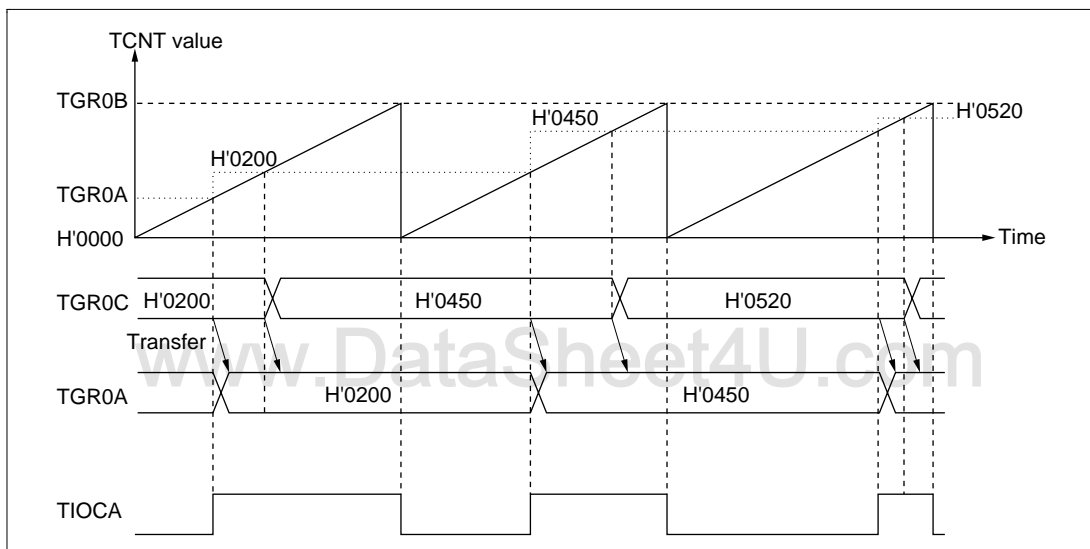 TCNT value
TGR0B
H'0520
H'0450
H'0200
TGR0A
H'0000
Time
TGR0C
H'0200
H'0450
H'0520
Transfer
www.DataSheet4U.com
TGR0A
H'0200
H'0450
TIOCA